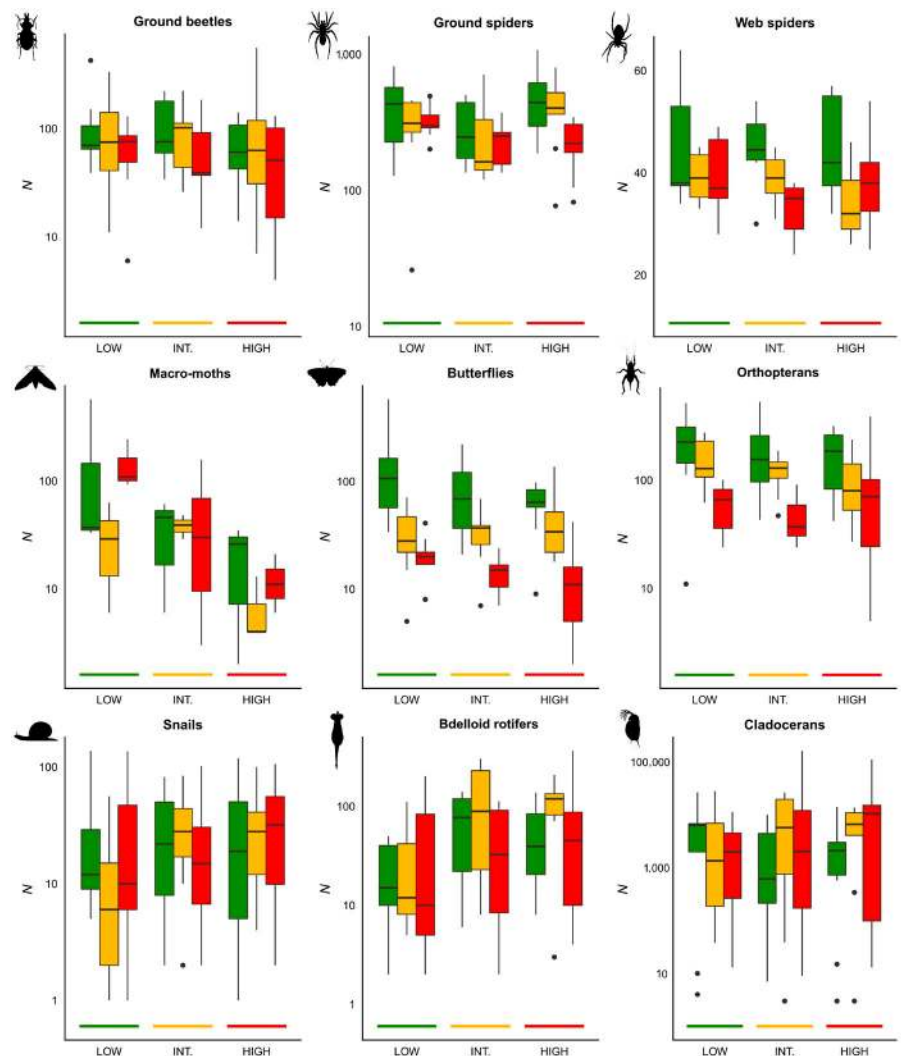 Ground beetles
Ground spiders
Web spiders
N
100
10
N
1,000
100
10
N
60
40
20
LOW INT. HIGH
LOW INT. HIGH
LOW INT. HIGH
Macro-moths
Butterflies
Orthopterans
N
100
10
N
100
10
N
100
10
LOW INT. HIGH
LOW INT. HIGH
LOW INT. HIGH
Snails
Bdelloid rotifers
Cladocerans
N
100
10
1
N
100
10
1
N
100,000
1,000
10
LOW INT. HIGH
LOW INT. HIGH
LOW INT. HIGH